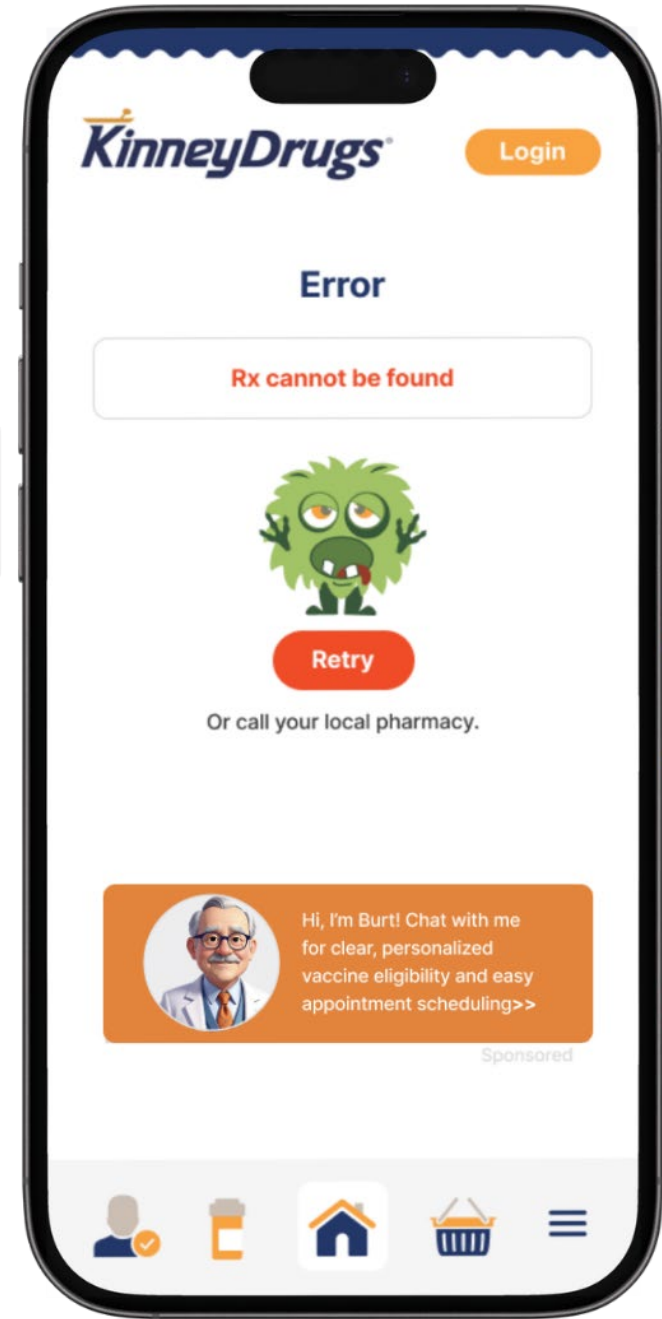 KinneyDrugs®
Login
Error
Rx cannot be found
Retry
Or call your local pharmacy.
Hi, I'm Burt! Chat with me
for clear, personalized
vaccine eligibility and easy
appointment scheduling>>
Sponsored